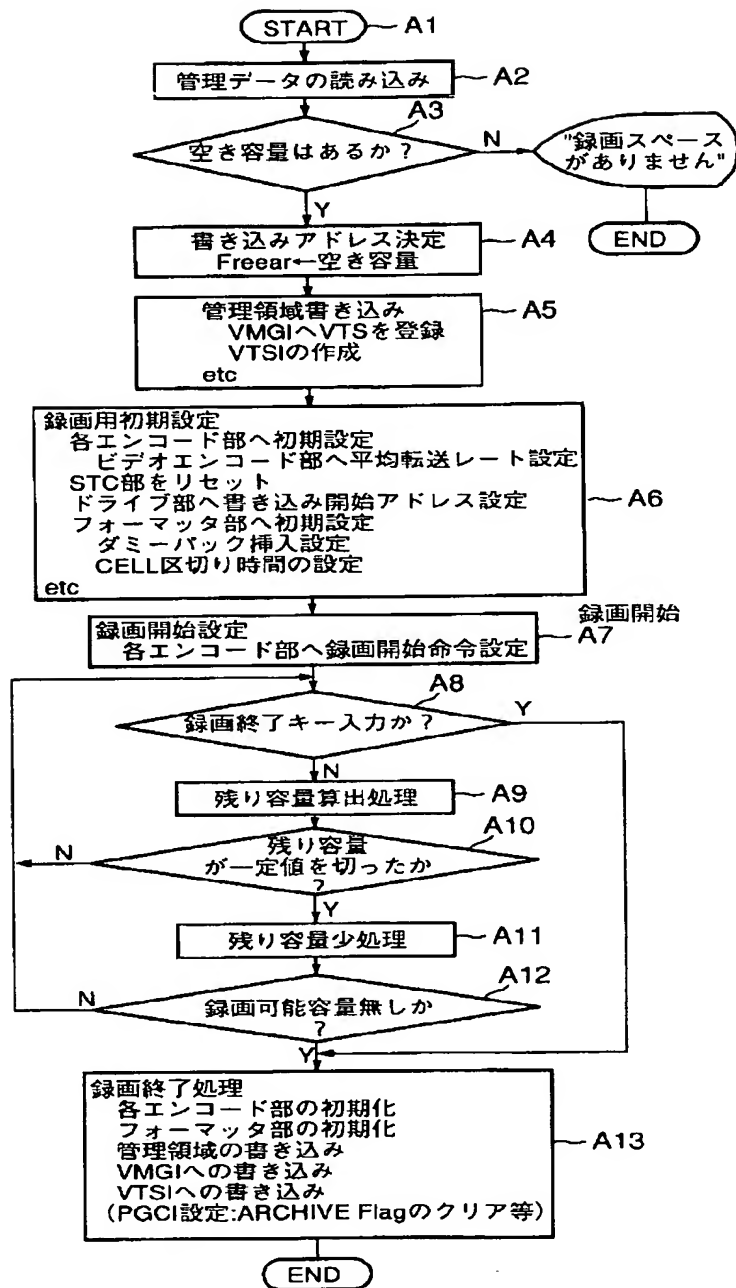 START
A1
管理データの読み込み
A2
A3
空き容量はあるか？
N
"録画スペース
がありません"
END
Y
書き込みアドレス決定
Freear←空き容量
A4
管理領域書き込み
VMGIへVTSを登録
VTSIの作成
etc
A5
録画用初期設定
各エンコード部へ初期設定
ビデオエンコード部へ平均転送レート設定
STC部をリセット
ドライブ部へ書き込み開始アドレス設定
フォーマッタ部へ初期設定
ダミーパック挿入設定
CELL区切り時間の設定
etc
A6
録画開始
録画開始設定
各エンコード部へ録画開始命令設定
A7
A8
録画終了キー入力か？
Y
N
残り容量算出処理
A9
A10
残り容量
が一定値を切ったか
？
N
Y
残り容量少処理
A11
A12
録画可能容量無しか
？
N
Y
録画終了処理
各エンコード部の初期化
フォーマッタ部の初期化
管理領域の書き込み
VMGIへの書き込み
VTSIへの書き込み
（PGCI設定:ARCHIVE Flagのクリア等）
A13
END